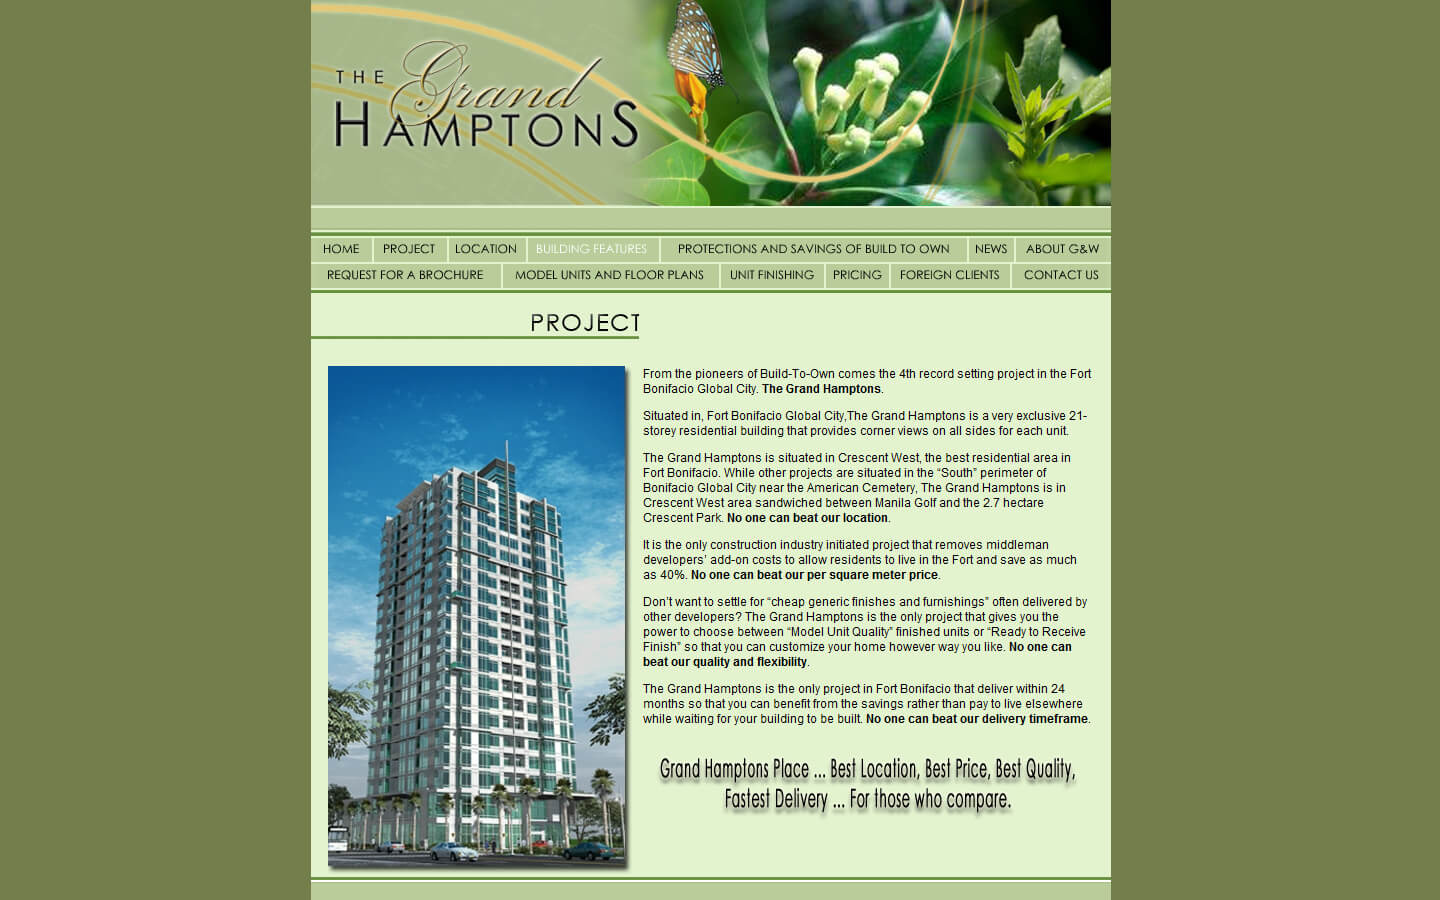 THE Grand
HAMPTONS
HOME PROJECT LOCATION BUILDING FEATURES PROTECTIONS AND SAVINGS OF BUILD TO OWN NEWS ABOUT G&W
REQUEST FOR A BROCHURE MODEL UNITS AND FLOOR PLANS UNIT FINISHING PRICING FOREIGN CLIENTS CONTACT US
PROJECT
From the pioneers of Build-To-Own comes the 4th record setting project in the Fort
Bonifacio Global City. The Grand Hamptons.
Situated in, Fort Bonifacio Global City,The Grand Hamptons is a very exclusive 21-
storey residential building that provides corner views on all sides for each unit.
The Grand Hamptons is situated in Crescent West, the best residential area in
Fort Bonifacio. While other projects are situated in the “South” perimeter of
Bonifacio Global City near the American Cemetery, The Grand Hamptons is in
Crescent West area sandwiched between Manila Golf and the 2.7 hectare
Crescent Park. No one can beat our location.
It is the only construction industry initiated project that removes middleman
developers’ add-on costs to allow residents to live in the Fort and save as much
as 40%. No one can beat our per square meter price.
Don’t want to settle for “cheap generic finishes and furnishings” often delivered by
other developers? The Grand Hamptons is the only project that gives you the
power to choose between “Model Unit Quality” finished units or “Ready to Receive
Finish” so that you can customize your home however way you like. No one can
beat our quality and flexibility.
The Grand Hamptons is the only project in Fort Bonifacio that deliver within 24
months so that you can benefit from the savings rather than pay to live elsewhere
while waiting for your building to be built. No one can beat our delivery timeframe.
Grand Hamptons Place ... Best Location, Best Price, Best Quality,
Fastest Delivery ... For those who compare.